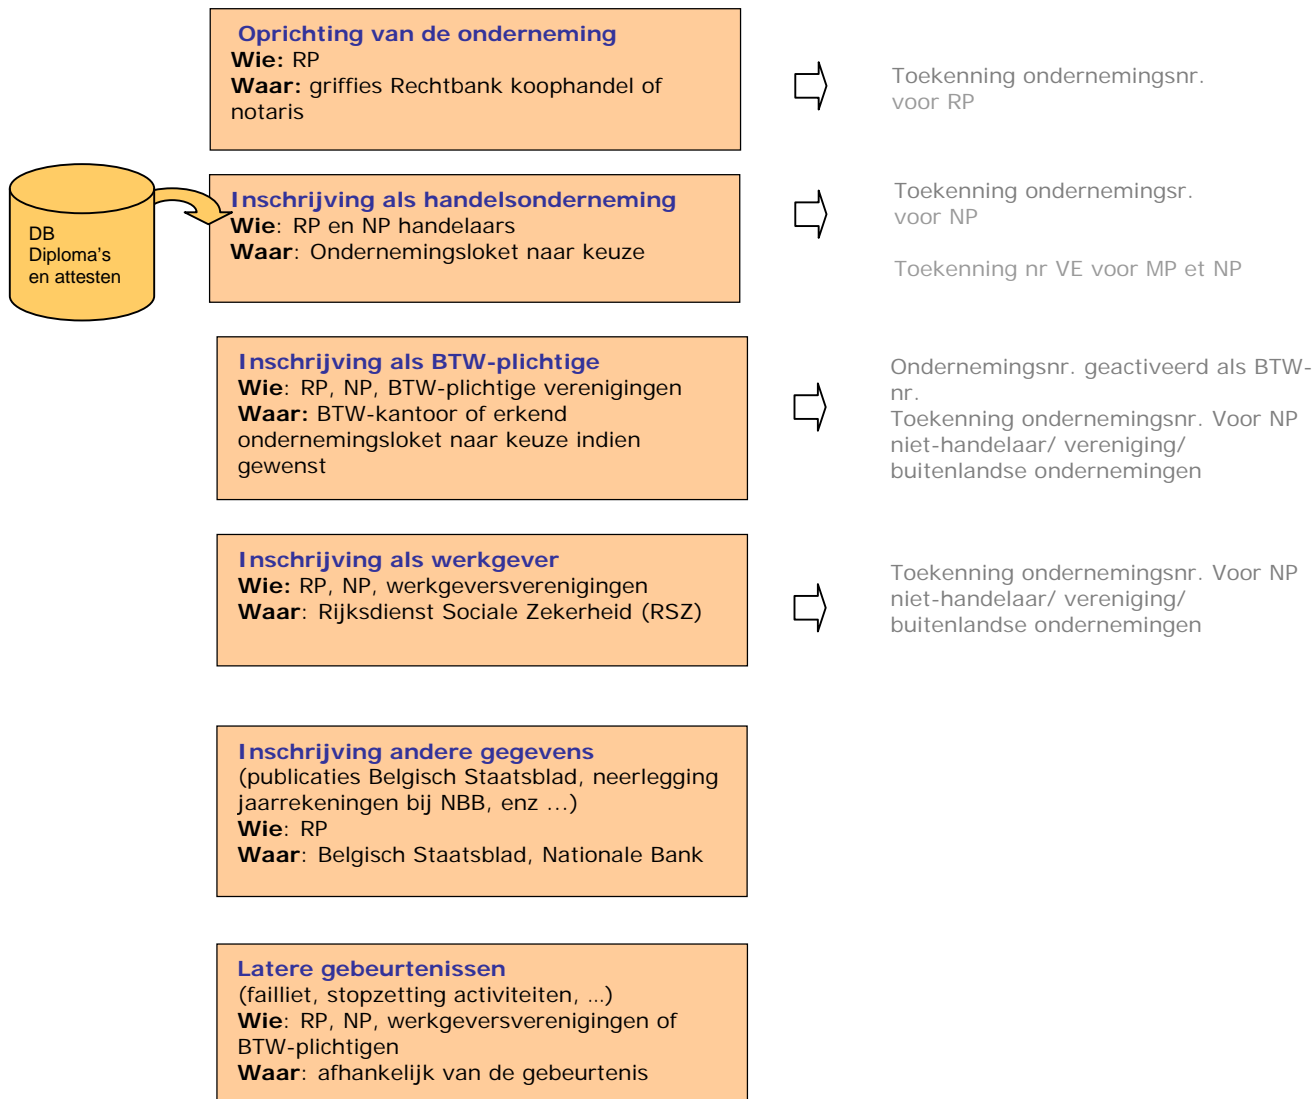 Oprichting van de onderneming
Wie: RP
Waar: griffies Rechtbank koophandel of
notaris
Toekenning ondernemingsnr.
voor RP
DB
Diploma's
en attesten
Inschrijving als handelsonderneming
Wie: RP en NP handelaars
Waar: Ondernemingsloket naar keuze
Toekenning ondernemingsr.
voor NP
Toekenning nr VE voor MP et NP
Inschrijving als BTW-plichtige
Wie: RP, NP, BTW-plichtige verenigingen
Waar: BTW-kantoor of erkend
ondernemingsloket naar keuze indien
gewenst
Ondernemingsnr. geactiveerd als BTW-
nr.
Toekenning ondernemingsnr. Voor NP
niet-handelaar/ vereniging/
buitenlandse ondernemingen
Inschrijving als werkgever
Wie: RP, NP, werkgeversverenigingen
Waar: Rijksdienst Sociale Zekerheid (RSZ)
Toekenning ondernemingsnr. Voor NP
niet-handelaar/ vereniging/
buitenlandse ondernemingen
Inschrijving andere gegevens
(publicaties Belgisch Staatsblad, neerlegging
jaarrekeningen bij NBB, enz ...)
Wie: RP
Waar: Belgisch Staatsblad, Nationale Bank
Latere gebeurtenissen
(failliet, stopzetting activiteiten, ...)
Wie: RP, NP, werkgeversverenigingen of
BTW-plichtigen
Waar: afhankelijk van de gebeurtenis